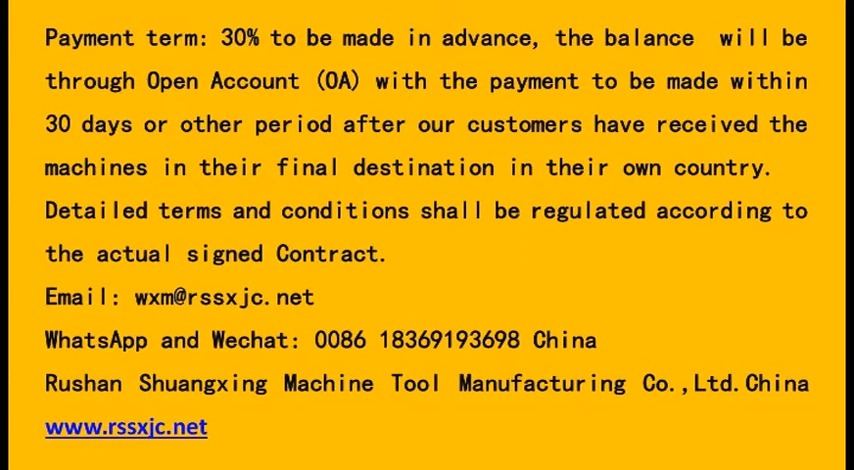 Payment term: 30% to be made in advance, the balance will be
through Open Account (OA) with the payment to be made within
30 days or other period after our customers have received the
machines in their final destination in their own country.
Detailed terms and conditions shall be regulated according to
the actual signed Contract.
Email: wxm@rssxjc.net
WhatsApp and Wechat: 0086 18369193698 China
Rushan Shuangxing Machine Tool Manufacturing Co.,Ltd.China
www.rssxjc.net